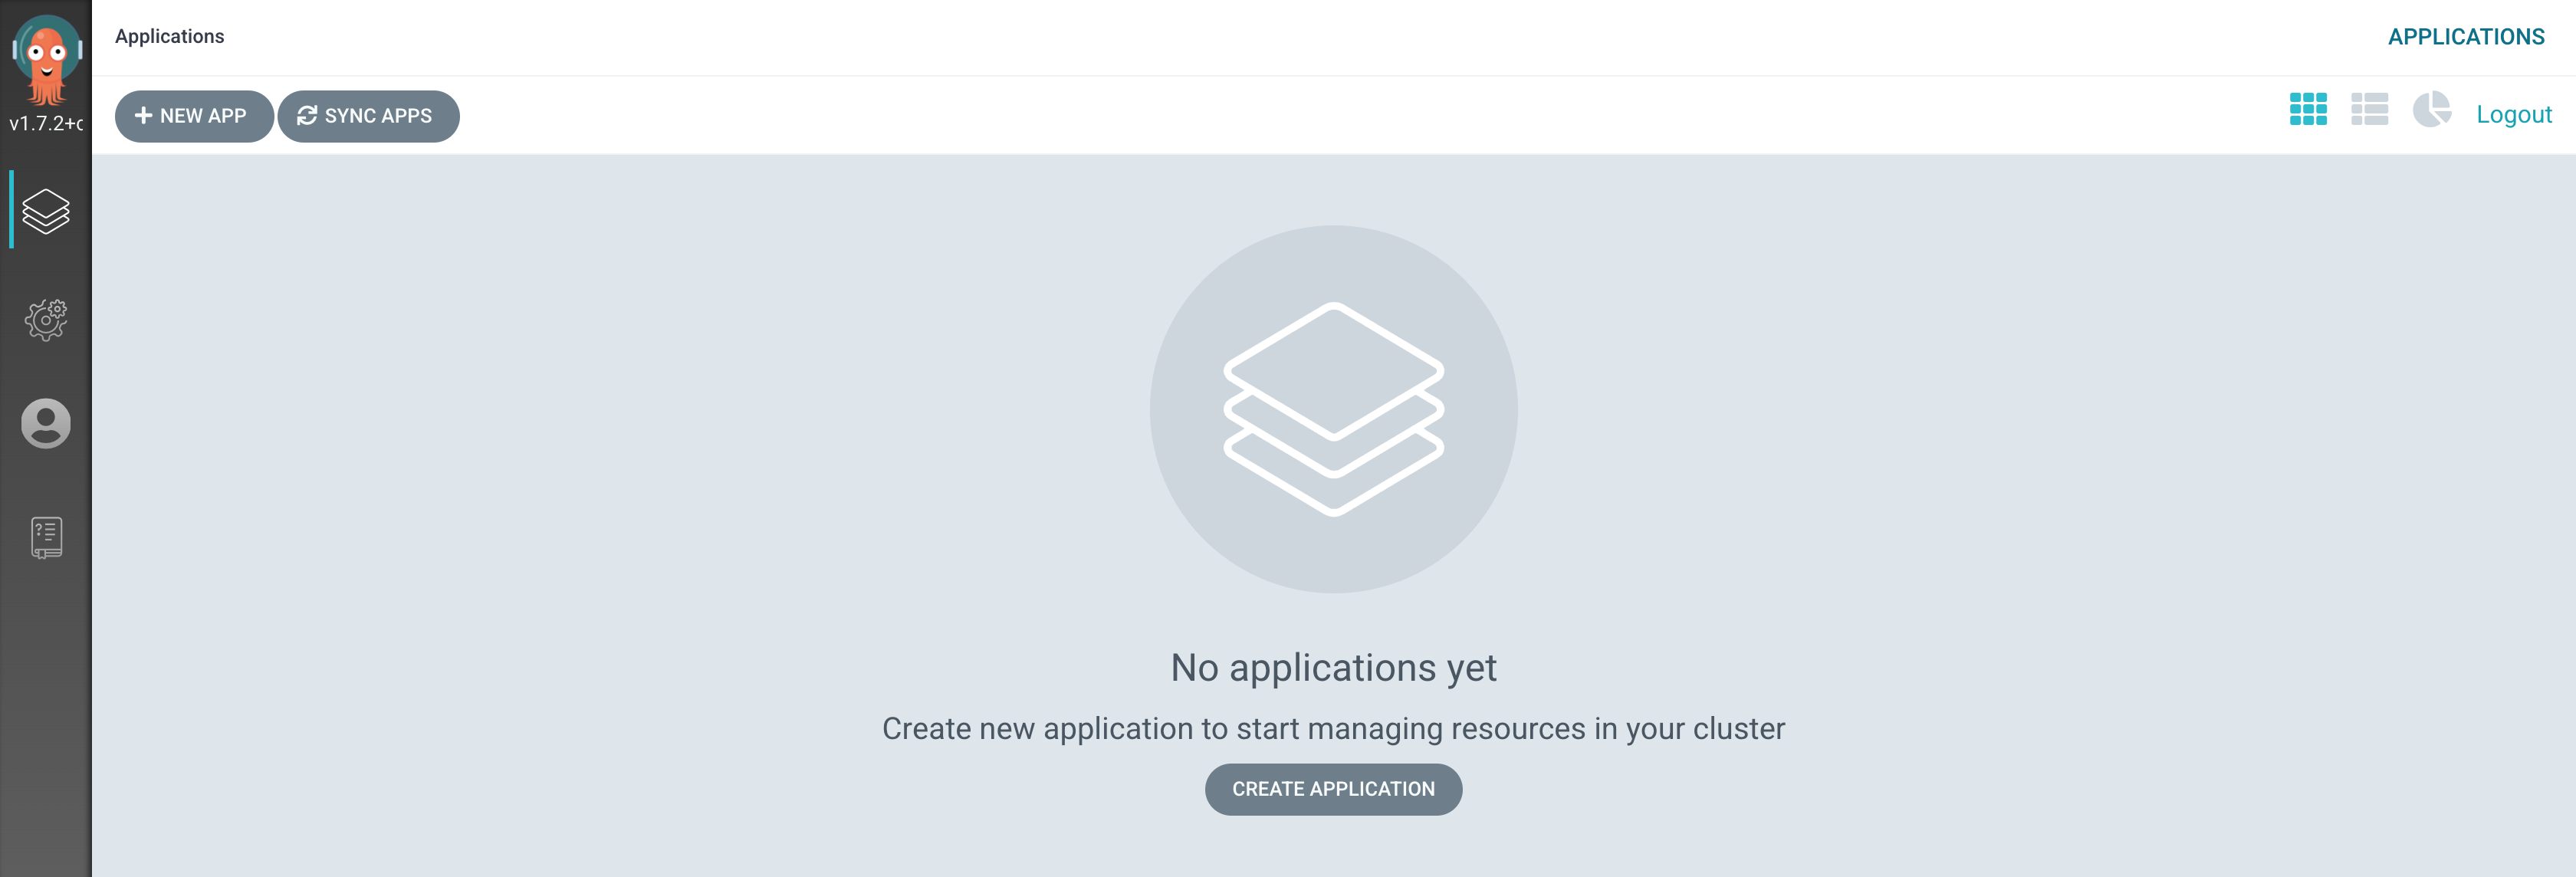 Applications
APPLICATIONS
v1.7.2+
NEW APP
SYNC APPS
Logout
No applications yet
Create new application to start managing resources in your cluster
CREATE APPLICATION